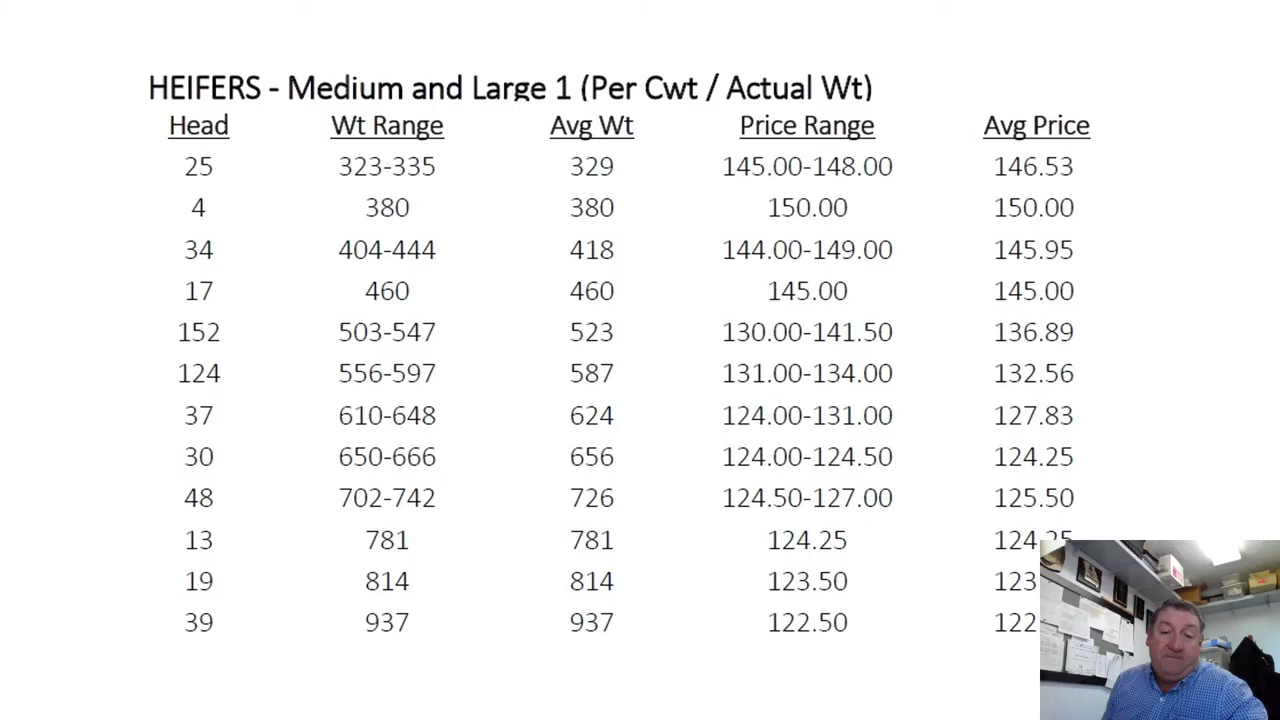 HEIFERS - Medium and Large 1 (Per Cwt / Actual Wt)
Head Wt Range Avg Wt Price Range Avg Price
25 323-335 329 145.00-148.00 146.53
4 380 380 150.00 150.00
34 404-444 418 144.00-149.00 145.95
17 460 460 145.00 145.00
152 503-547 523 130.00-141.50 136.89
124 556-597 587 131.00-134.00 132.56
37 610-648 624 124.00-131.00 127.83
30 650-666 656 124.00-124.50 124.25
48 702-742 726 124.50-127.00 125.50
13 781 781 124.25 124.25
19 814 814 123.50 123
39 937 937 122.50 122